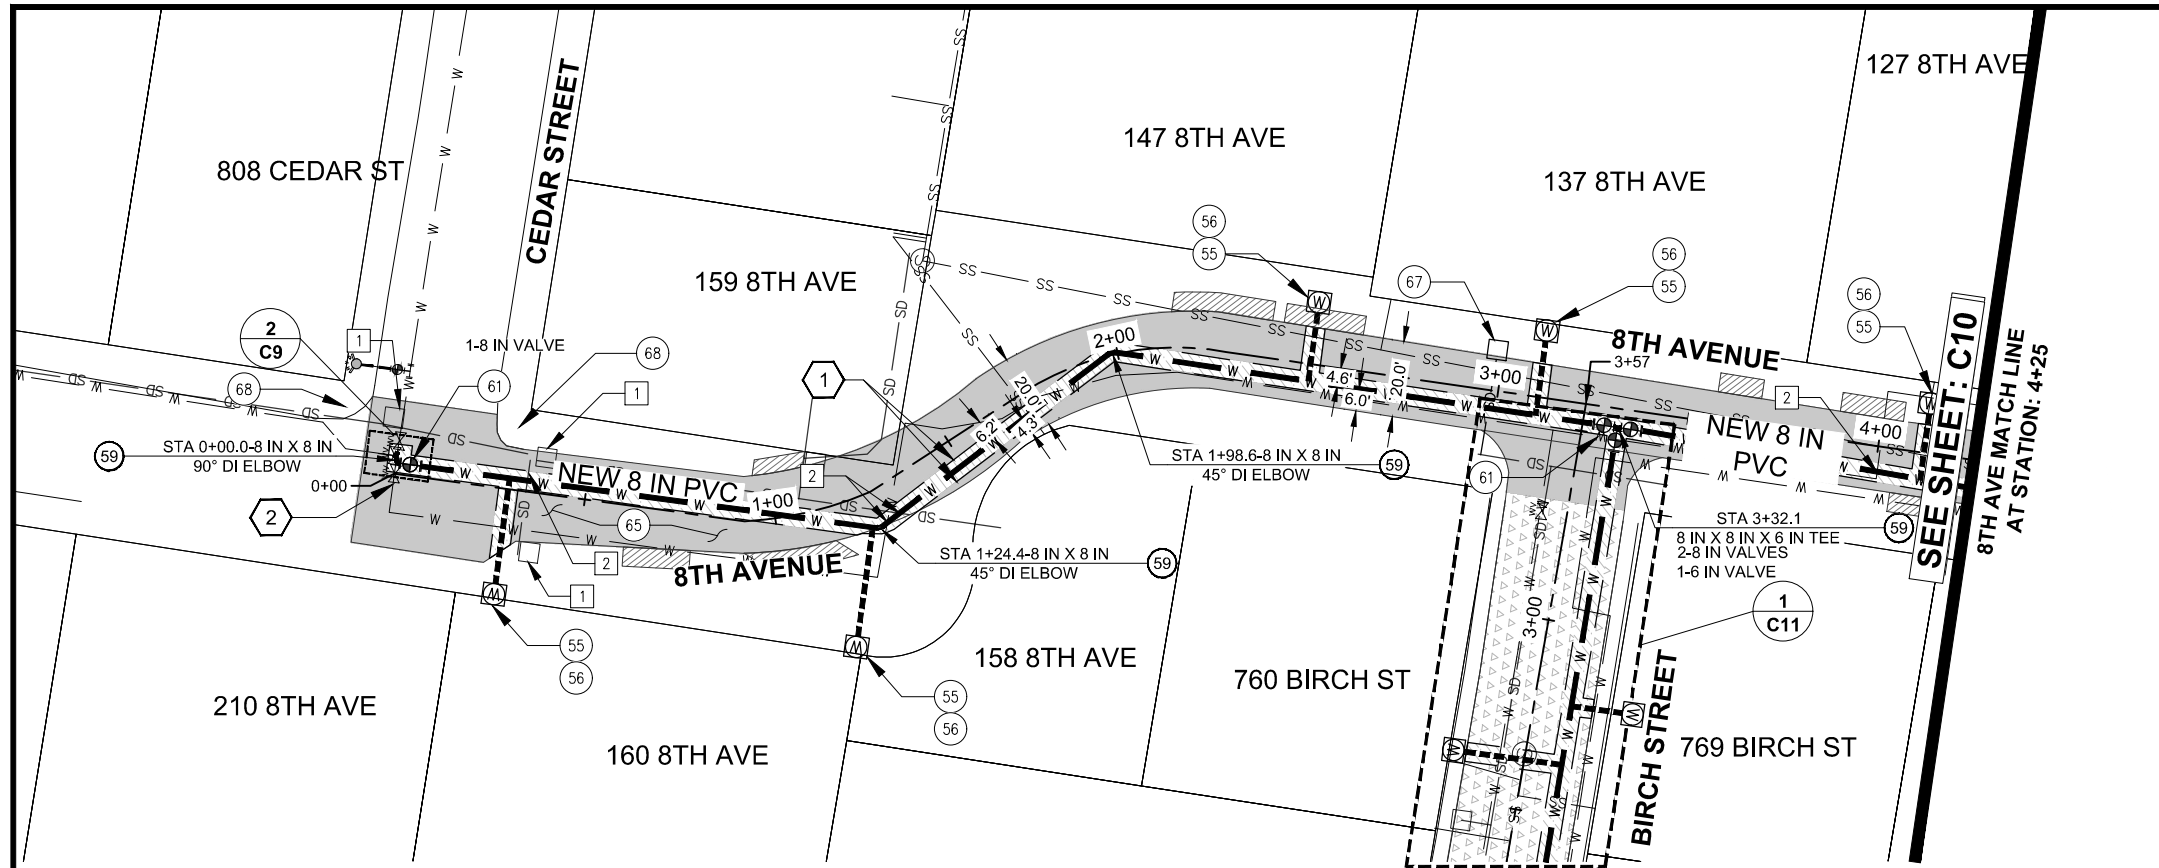 127 8TH AVE
147 8TH AVE
137 8TH AVE
808 CEDAR ST
CEDAR STREET
159 8TH AVE
56
55
56
55
67
56
55
2
C9
1
1-8 IN VALVE
68
68
61
1
1
2+00
8TH AVENUE
3+57
3+00
4.6'
20.0'
6.0'
20.0'
6.2'
4.3'
2
4+00
SEE SHEET: C10
8TH AVE MATCH LINE
AT STATION: 4+25
59
STA 0+00.0-8 IN X 8 IN
90° DI ELBOW
0+00
2
NEW 8 IN PVC
1+00
2
65
STA 1+98.6-8 IN X 8 IN
45° DI ELBOW
59
61
NEW 8 IN
PVC
STA 3+32.1
8 IN X 8 IN X 6 IN TEE
2-8 IN VALVES
1-6 IN VALVE
59
STA 1+24.4-8 IN X 8 IN
45° DI ELBOW
59
8TH AVENUE
2
1
55
56
55
56
1
C11
3+00
158 8TH AVE
760 BIRCH ST
210 8TH AVE
160 8TH AVE
BIRCH STREET
769 BIRCH ST
W
SD
SS